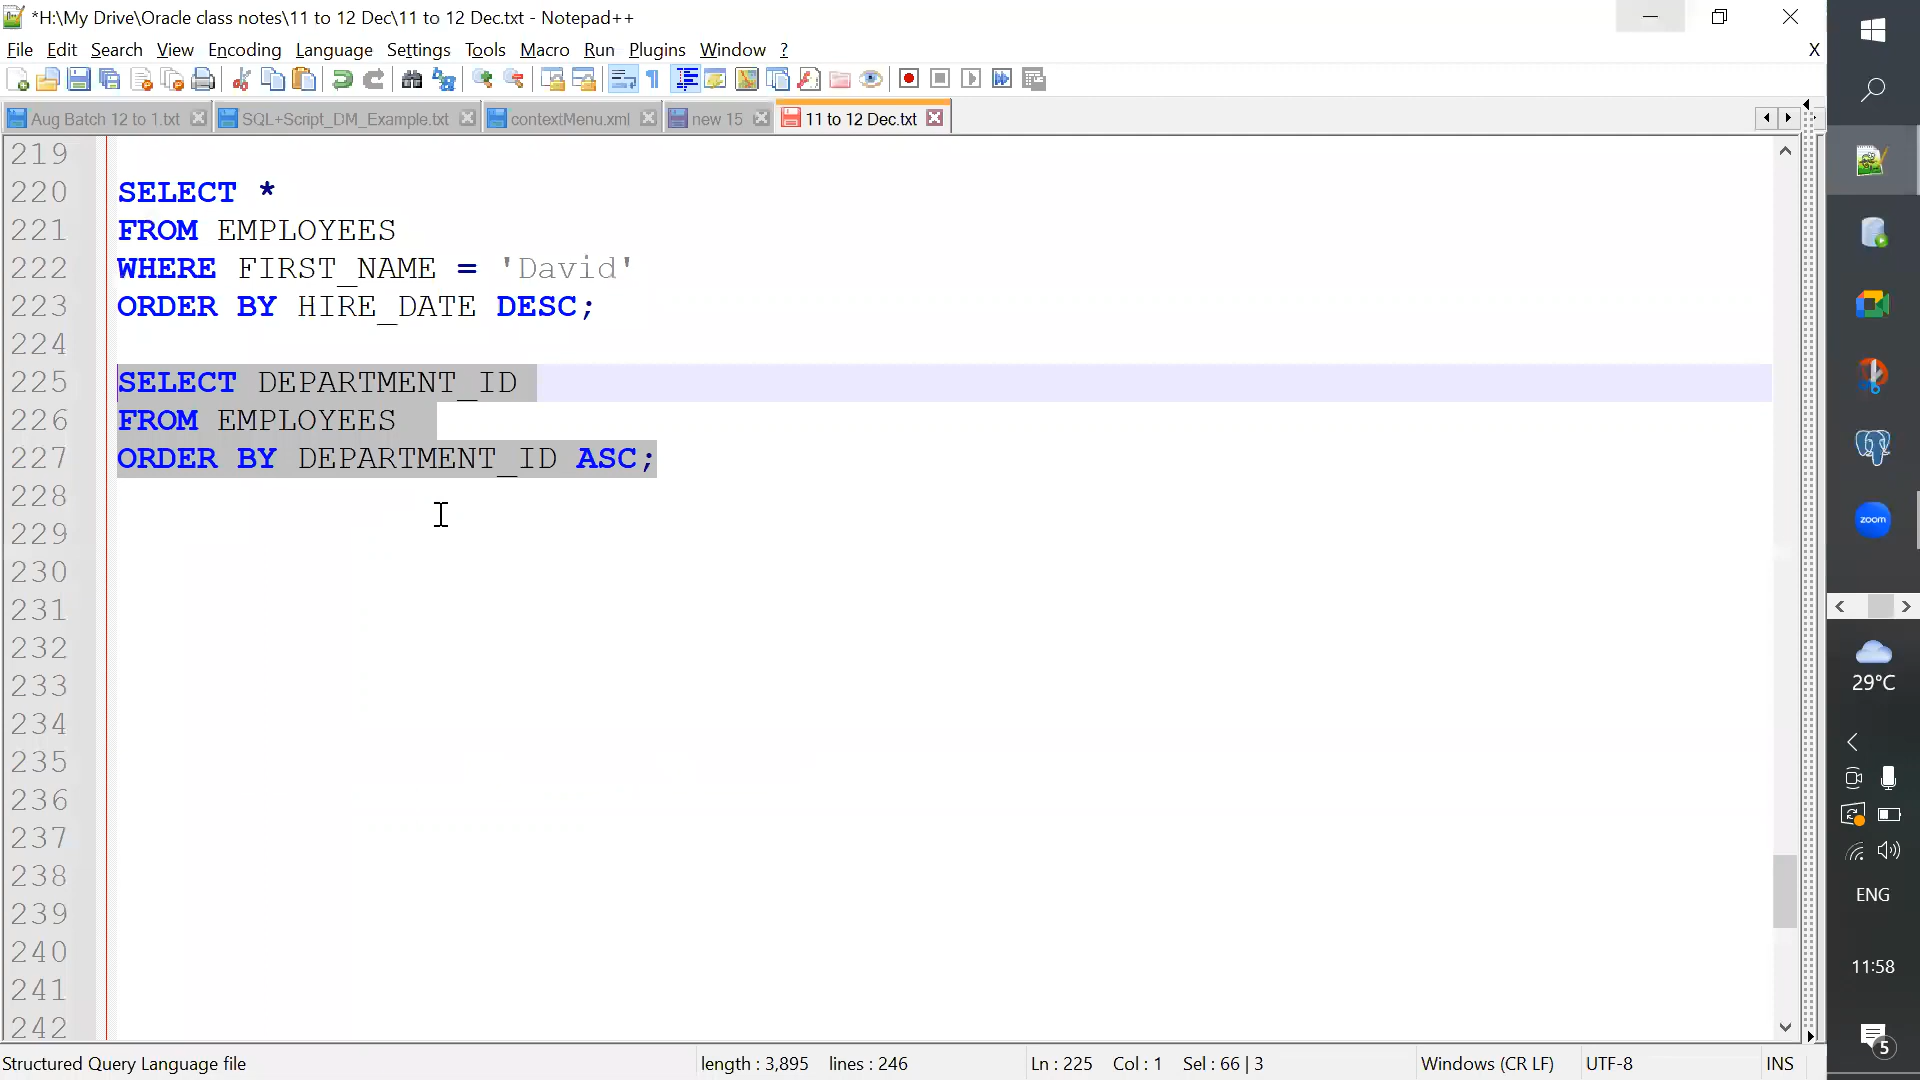 *H:\My Drive\Oracle class notes\11 to 12 Dec\11 to 12 Dec.txt - Notepad++
File Edit Search View Encoding Language Settings Tools Macro Run Plugins Window ?
X
Aug Batch 12 to 1.txt SQL+Script_DM_Example.txt contextMenu.xml new 15 11 to 12 Dec.txt
219
220 SELECT *
221 FROM EMPLOYEES
222 WHERE FIRST_NAME = 'David'
223 ORDER BY HIRE_DATE DESC;
224
225 SELECT DEPARTMENT_ID
226 FROM EMPLOYEES
227 ORDER BY DEPARTMENT_ID ASC;
228
229
230
231
232
233
234
235
236
237
238
239
240
241
242
Structured Query Language file length : 3,895 lines : 246 Ln : 225 Col : 1 Sel : 66 | 3 Windows (CR LF) UTF-8 INS
zoom
29°C
ENG
11:58
5